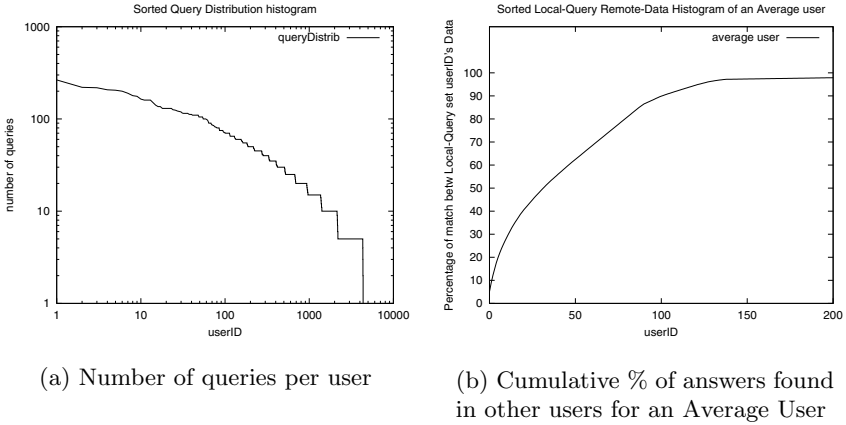 Sorted Query Distribution histogram
1000
100
10
1
1 10 100 1000 10000
number of queries
userID
queryDistrib
(a) Number of queries per user
Sorted Local-Query Remote-Data Histogram of an Average user
100
90
80
70
60
50
40
30
20
10
0
0 50 100 150 200
Percentage of match betw Local-Query set userID's Data
userID
average user
(b) Cumulative % of answers found
in other users for an Average User